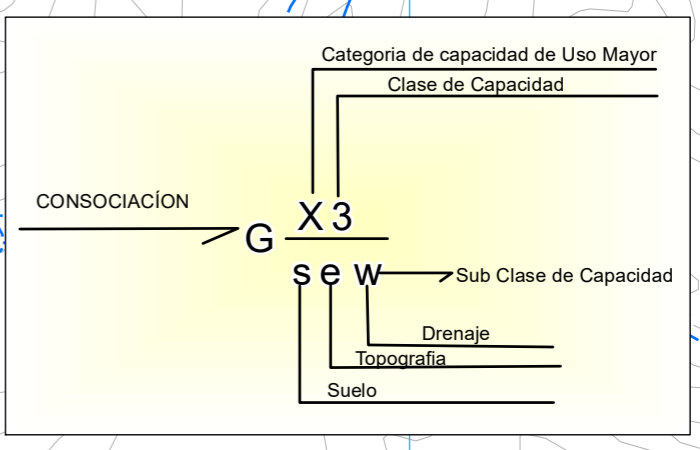 Categoria de capacidad de Uso Mayor
Clase de Capacidad
CONSOCIACÍON
X 3
G
s e w
Sub Clase de Capacidad
Drenaje
Topografia
Suelo